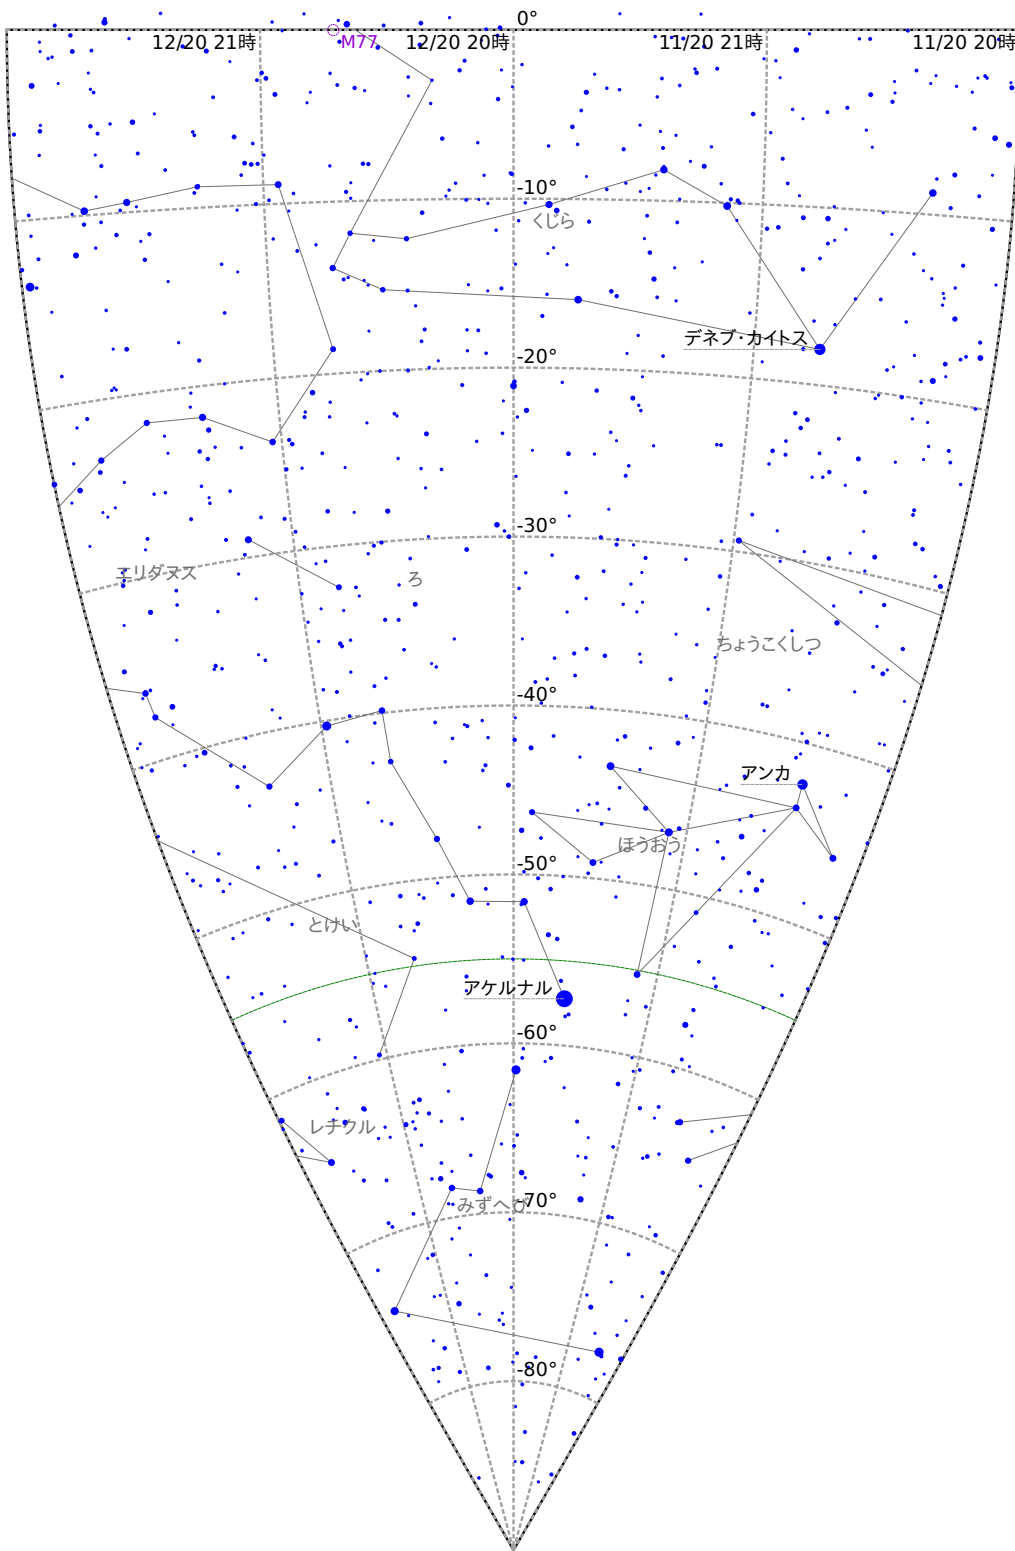 0°
12/20 21時
M77
12/20 20時
11/20 21時
11/20 20時
-10°
くじら
デネブ・カイトス
-20°
-30°
エリダヌス
ろ
ちょうこくしつ
-40°
アンカ
ほうおう
-50°
とけい
アケルナル
-60°
レチクル
みずへび
-70°
-80°